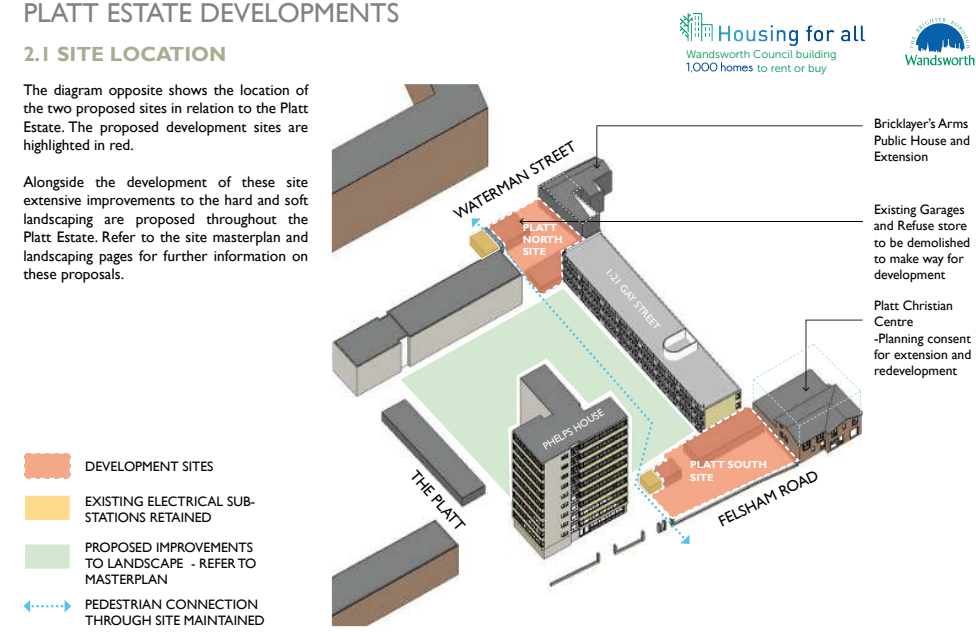 PLATT ESTATE DEVELOPMENTS
2.1 SITE LOCATION
The diagram opposite shows the location of
the two proposed sites in relation to the Platt
Estate. The proposed development sites are
highlighted in red.
Alongside the development of these site
extensive improvements to the hard and soft
landscaping are proposed throughout the
Platt Estate. Refer to the site masterplan and
landscaping pages for further information on
these proposals.
Housing for all
Wandsworth Council building
1,000 homes to rent or buy
THE BRIGHTER BOROUGH
Wandsworth
Bricklayer's Arms
Public House and
Extension
Existing Garages
and Refuse store
to be demolished
to make way for
development
Platt Christian
Centre
-Planning consent
for extension and
redevelopment
WATERMAN STREET
PLATT
NORTH
SITE
1-21 GAY STREET
PHELPS HOUSE
PLATT SOUTH
SITE
THE PLATT
FELSHAM ROAD
DEVELOPMENT SITES
EXISTING ELECTRICAL SUB-
STATIONS RETAINED
PROPOSED IMPROVEMENTS
TO LANDSCAPE - REFER TO
MASTERPLAN
PEDESTRIAN CONNECTION
THROUGH SITE MAINTAINED